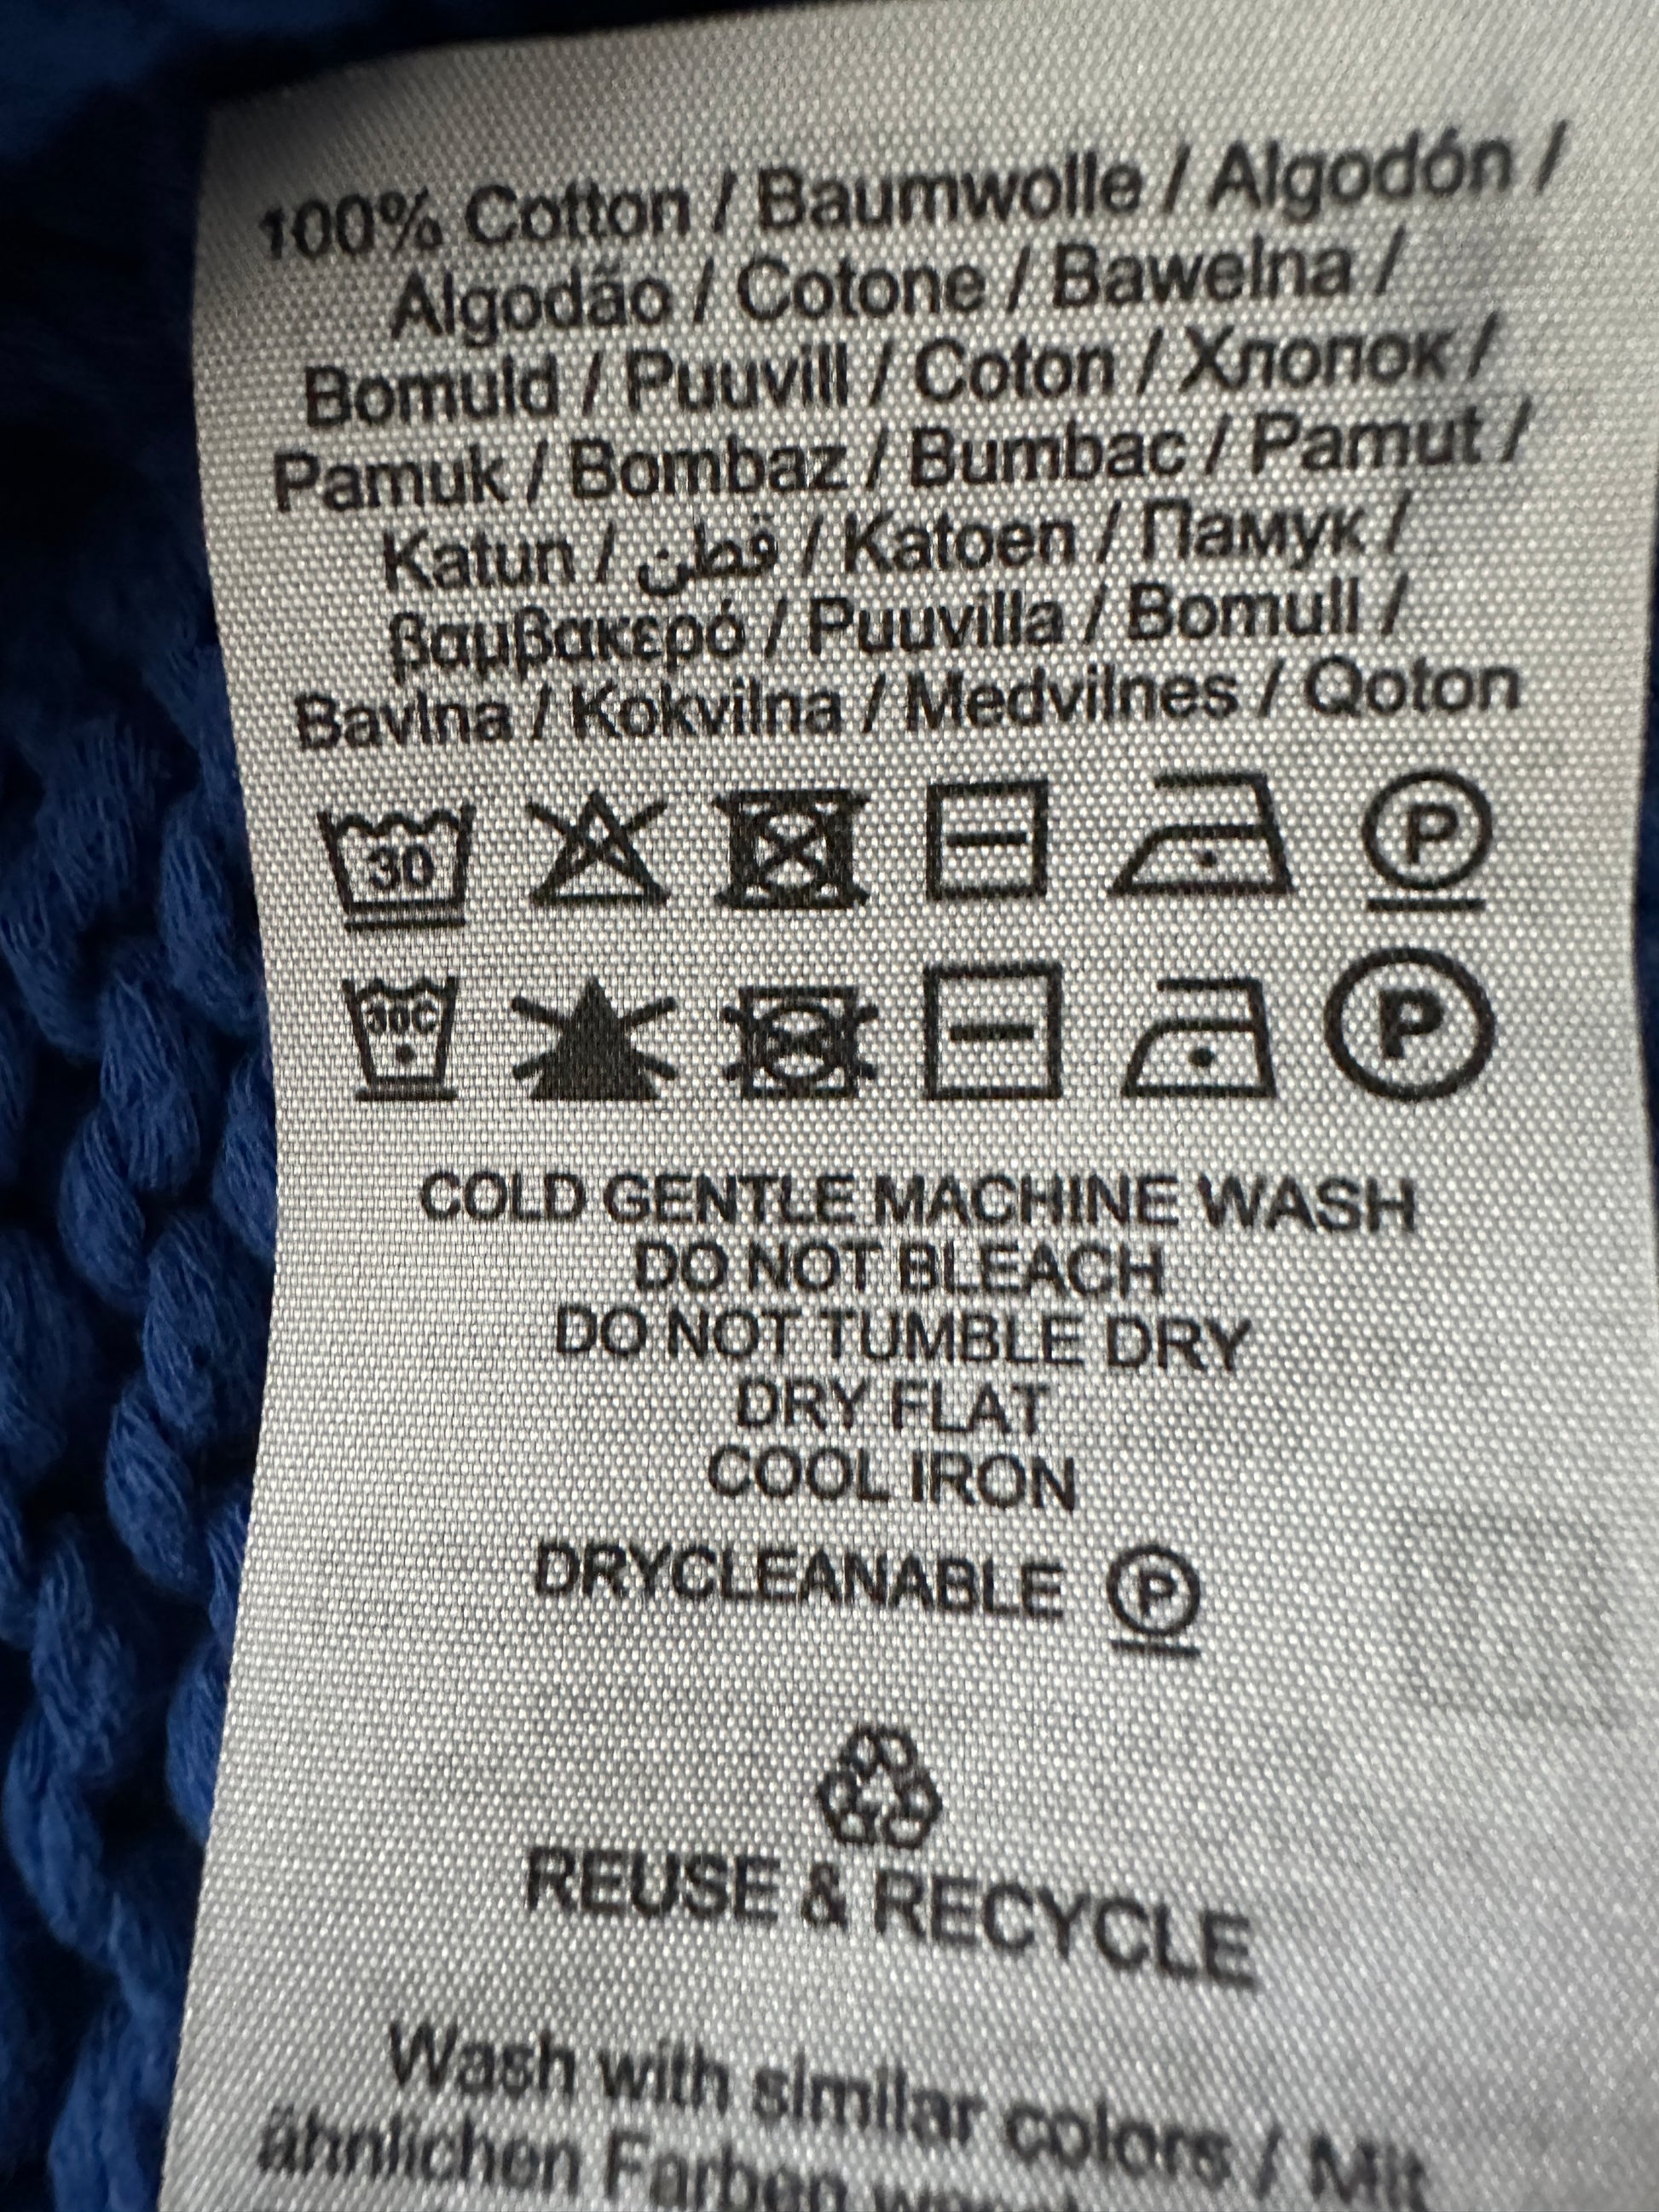 100% Cotton / Baumwolle / Algodón /
Algodão / Cotone / Bawelna /
Bomuld / Puuvill / Coton / Хлопок /
Pamuk / Bombaz / Bumbac / Pamut /
Katun / قطن / Katoen / Памук /
βαμβακερό / Puuvilla / Bomull /
Bavlna / Kokvilna / Medvilnes / Qoton
30 P
30C P
COLD GENTLE MACHINE WASH
DO NOT BLEACH
DO NOT TUMBLE DRY
DRY FLAT
COOL IRON
DRYCLEANABLE P
REUSE & RECYCLE
Wash with similar colors / Mit
ähnlichen Farben